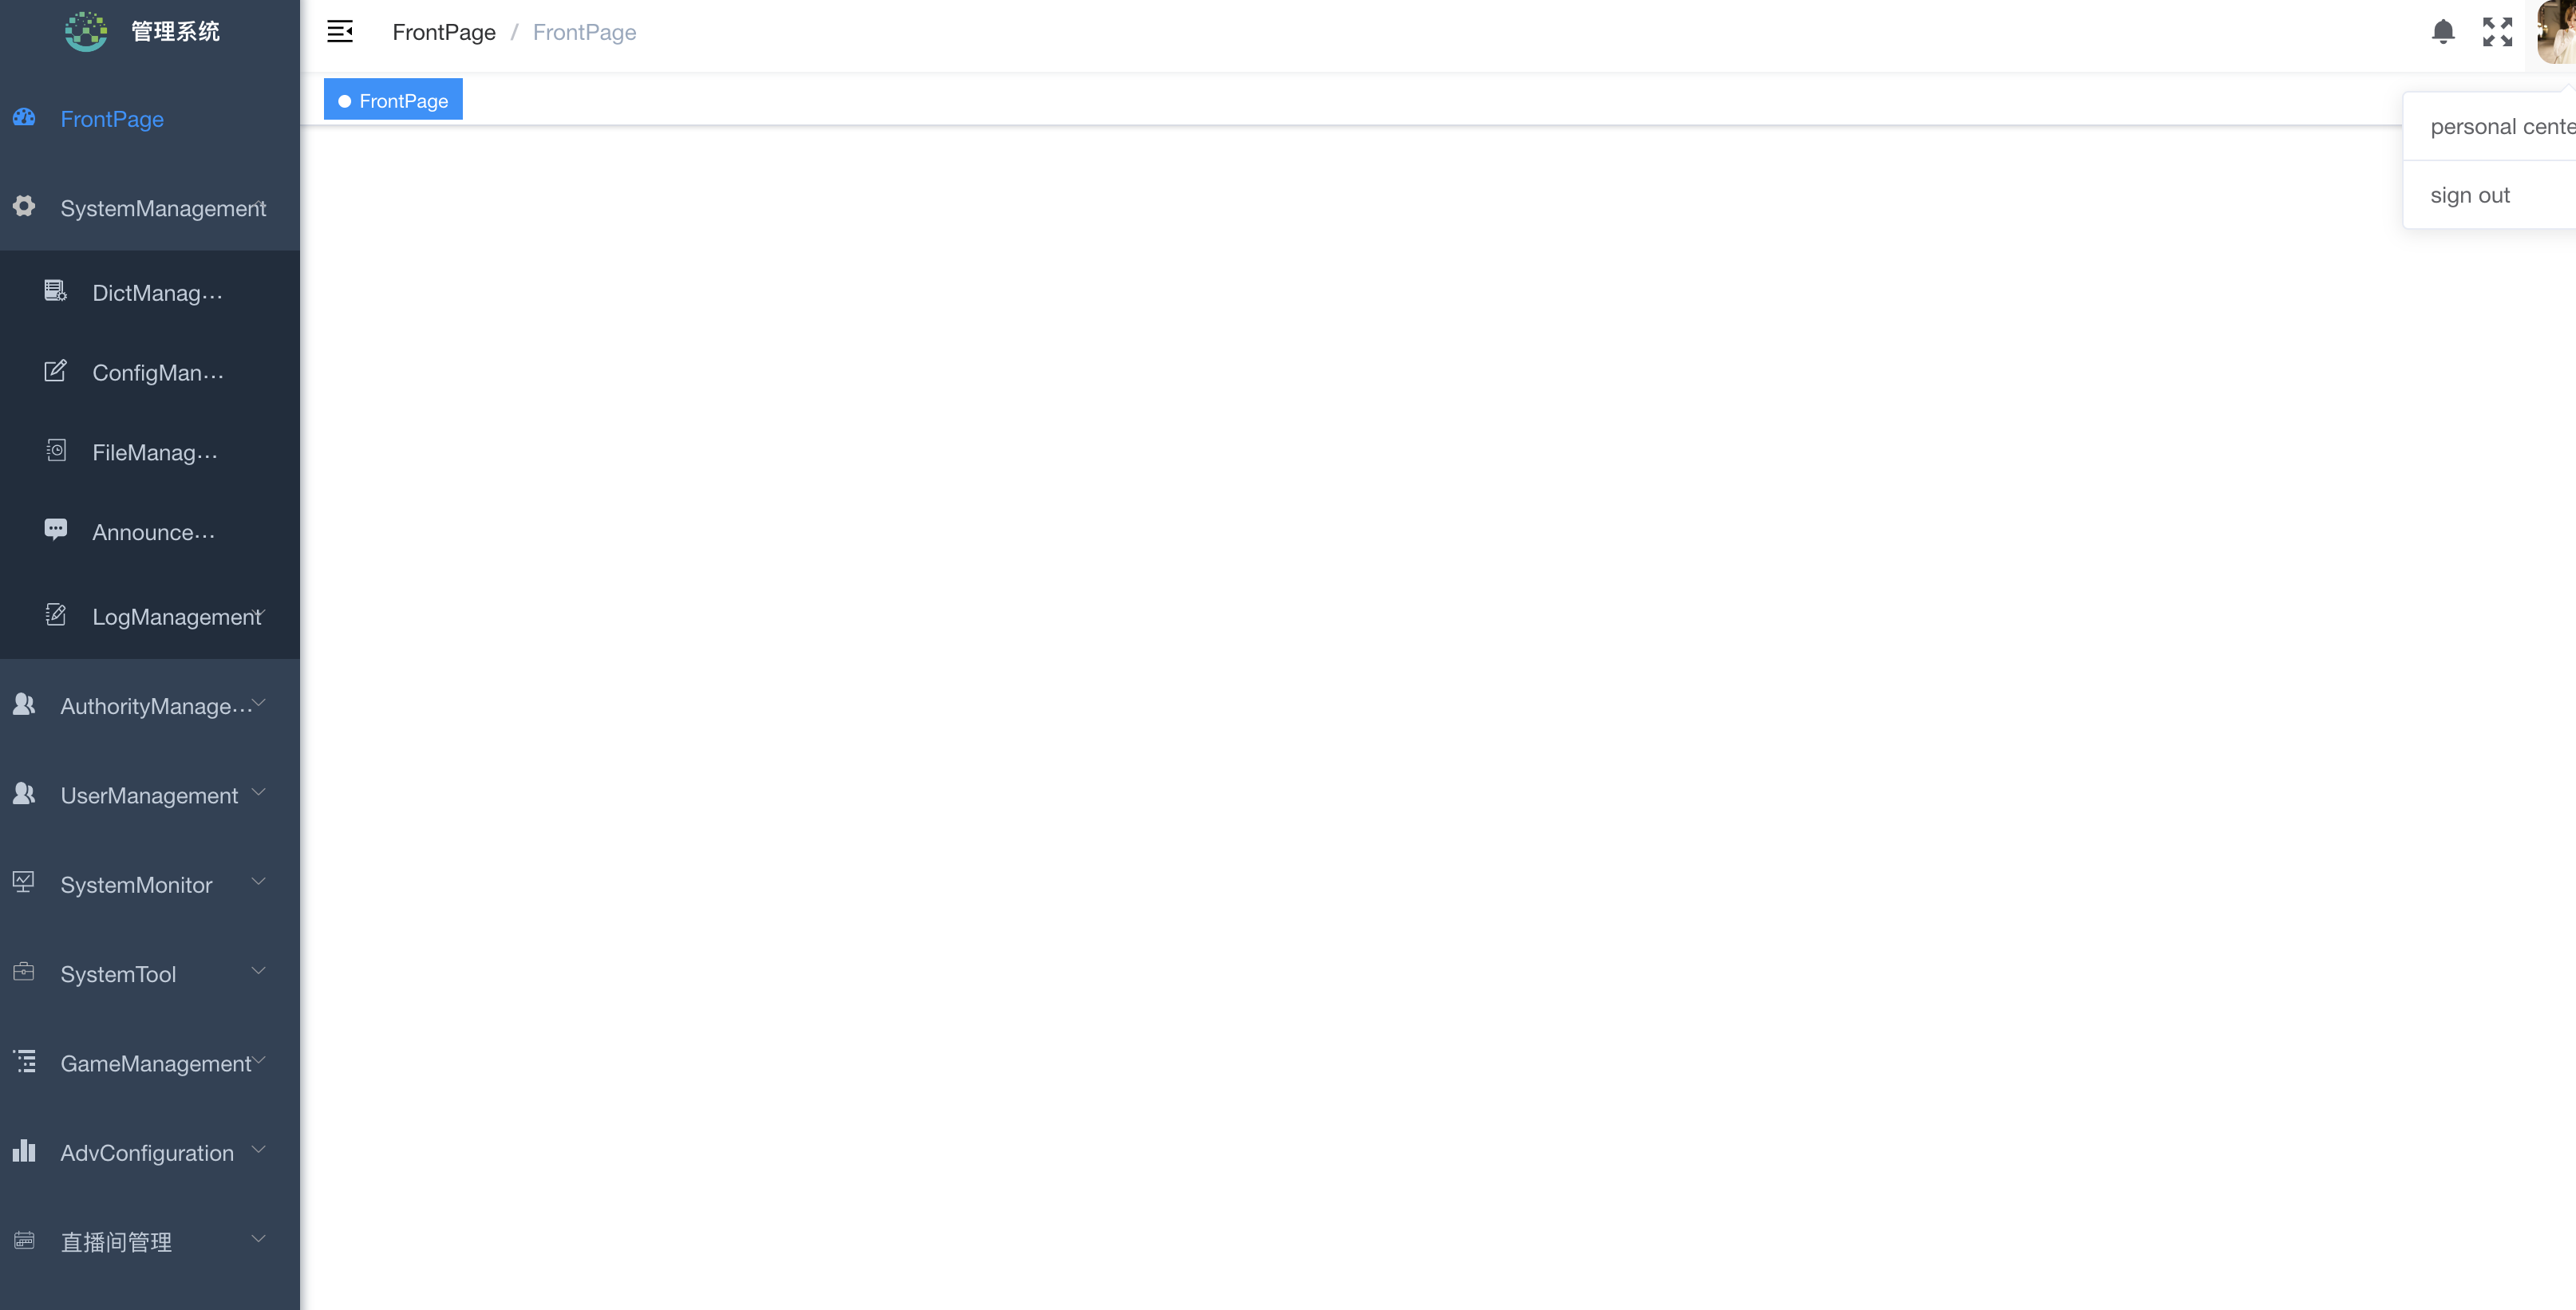 管理系统
FrontPage / FrontPage
FrontPage
personal cente
sign out
FrontPage
SystemManagement
DictManag...
ConfigMan...
FileManag...
Announce...
LogManagement
AuthorityManage...
UserManagement
SystemMonitor
SystemTool
GameManagement
AdvConfiguration
直播间管理